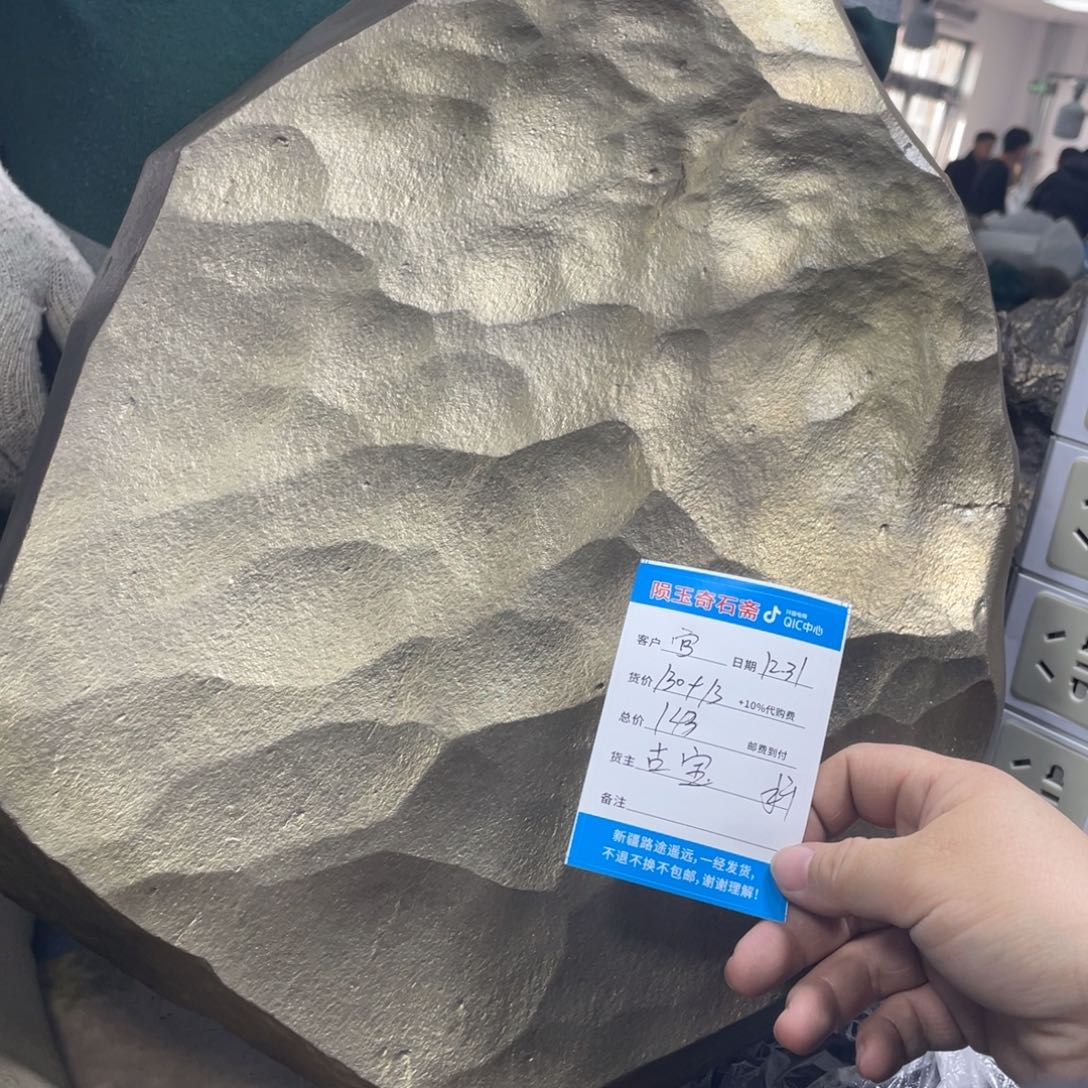 陨玉奇石斋 抖音电商 QIC中心
客户 官 日期 12.31
货价 130+13 +10%代购费
总价 143 邮费到付
货主 古宝
备注
新疆路途遥远,一经发货,
不退不换不包邮,谢谢理解!